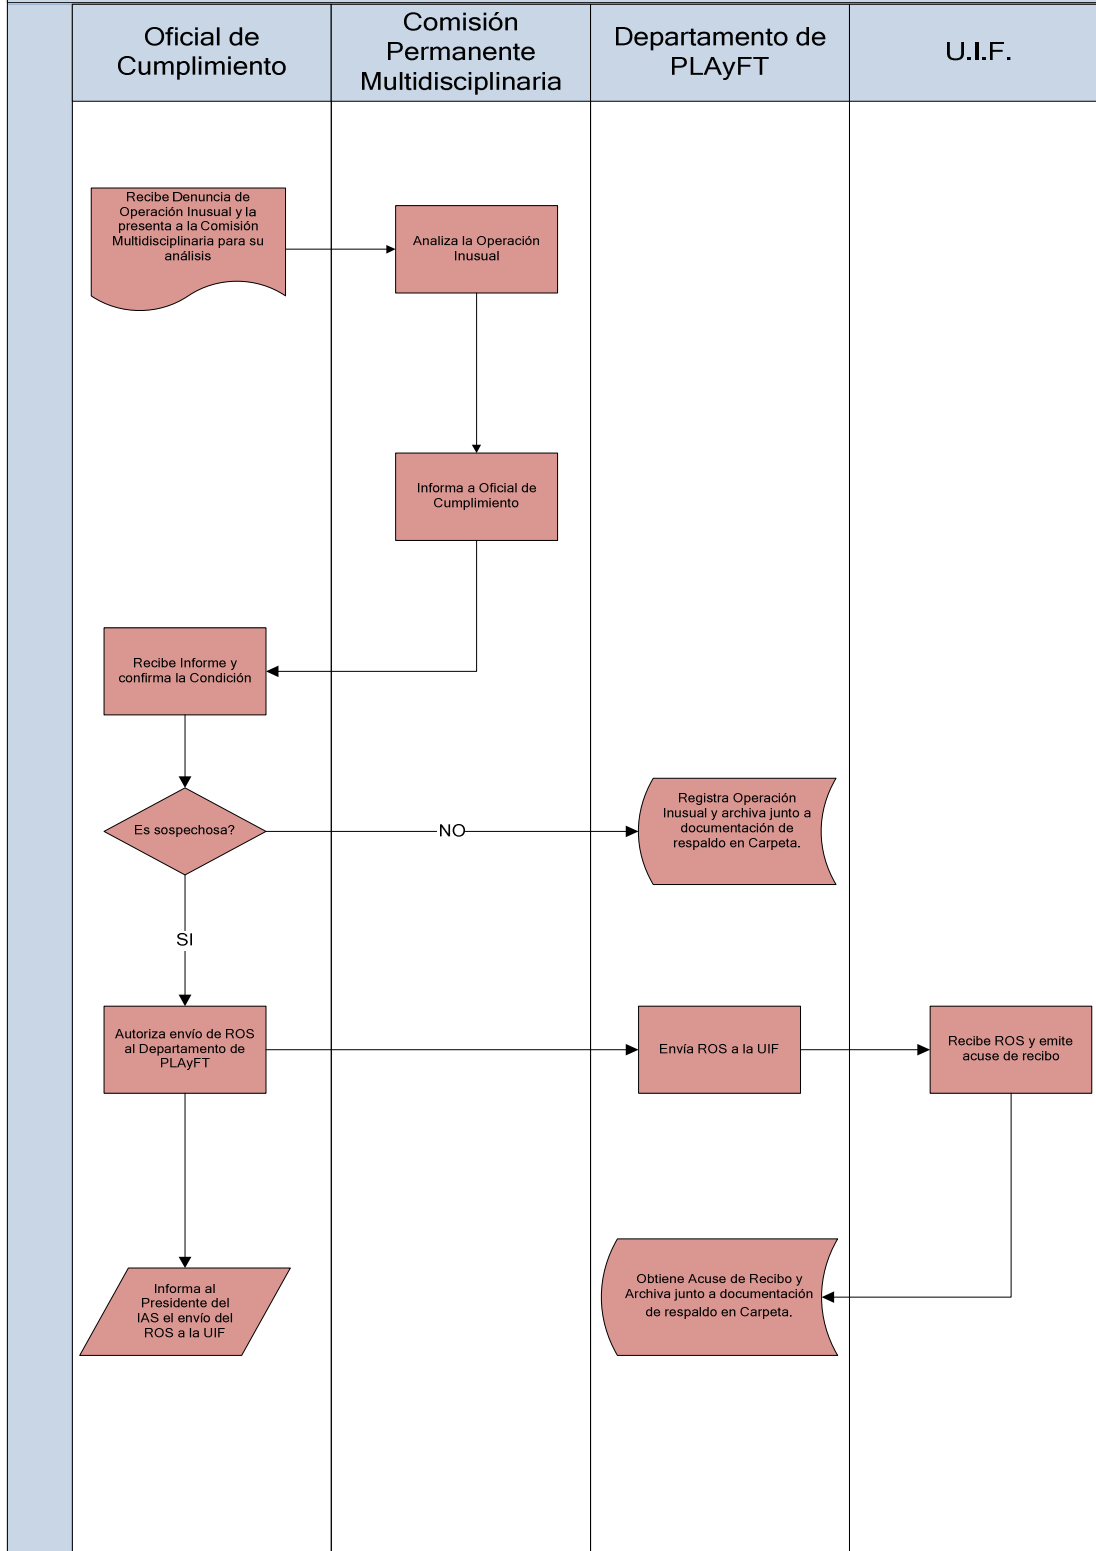 Oficial de
Cumplimiento
Comisión
Permanente
Multidisciplinaria
Departamento de
PLAyFT
U.I.F.
Recibe Denuncia de
Operación Inusual y la
presenta a la Comisión
Multidisciplinaria para su
análisis
Analiza la Operación
Inusual
Informa a Oficial de
Cumplimiento
Recibe Informe y
confirma la Condición
Es sospechosa?
NO
Registra Operación
Inusual y archiva junto a
documentación de
respaldo en Carpeta.
SI
Autoriza envío de ROS
al Departamento de
PLAyFT
Envía ROS a la UIF
Recibe ROS y emite
acuse de recibo
Informa al
Presidente del
IAS el envío del
ROS a la UIF
Obtiene Acuse de Recibo y
Archiva junto a documentación
de respaldo en Carpeta.